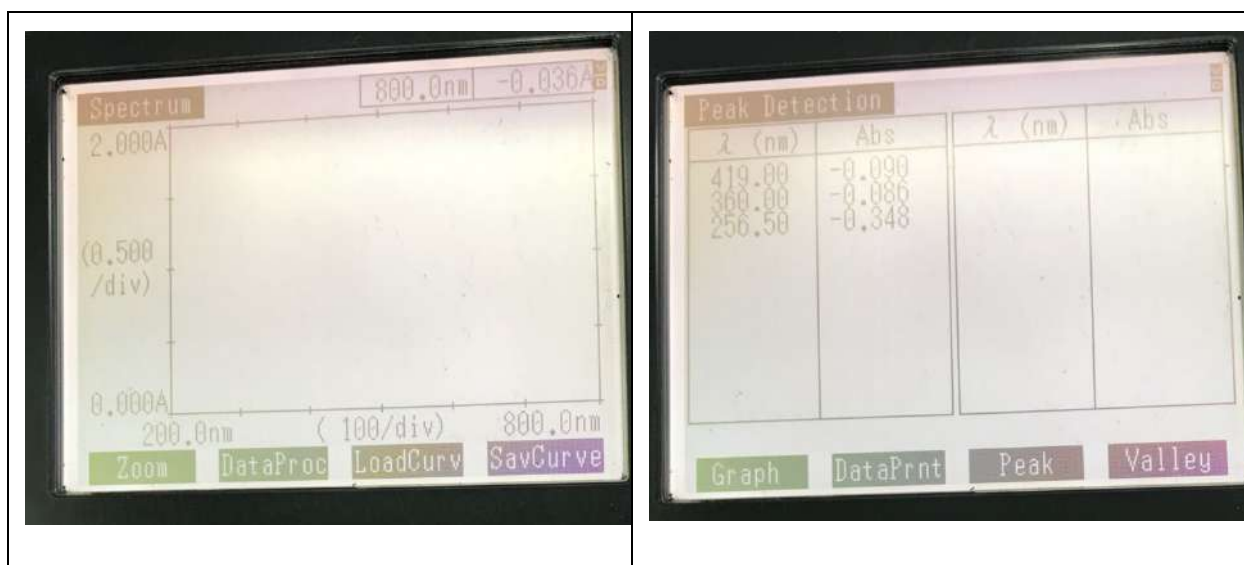 Spectrum
800.0nm -0.036A
2.000A
(0.500
/div)
0.000A
200.0nm ( 100/div) 800.0nm
Zoom DataProc LoadCurv SavCurve
Peak Detection
λ (nm) Abs λ (nm) Abs
419.00 -0.090
360.00 -0.086
256.50 -0.348
Graph DataPrnt Peak Valley